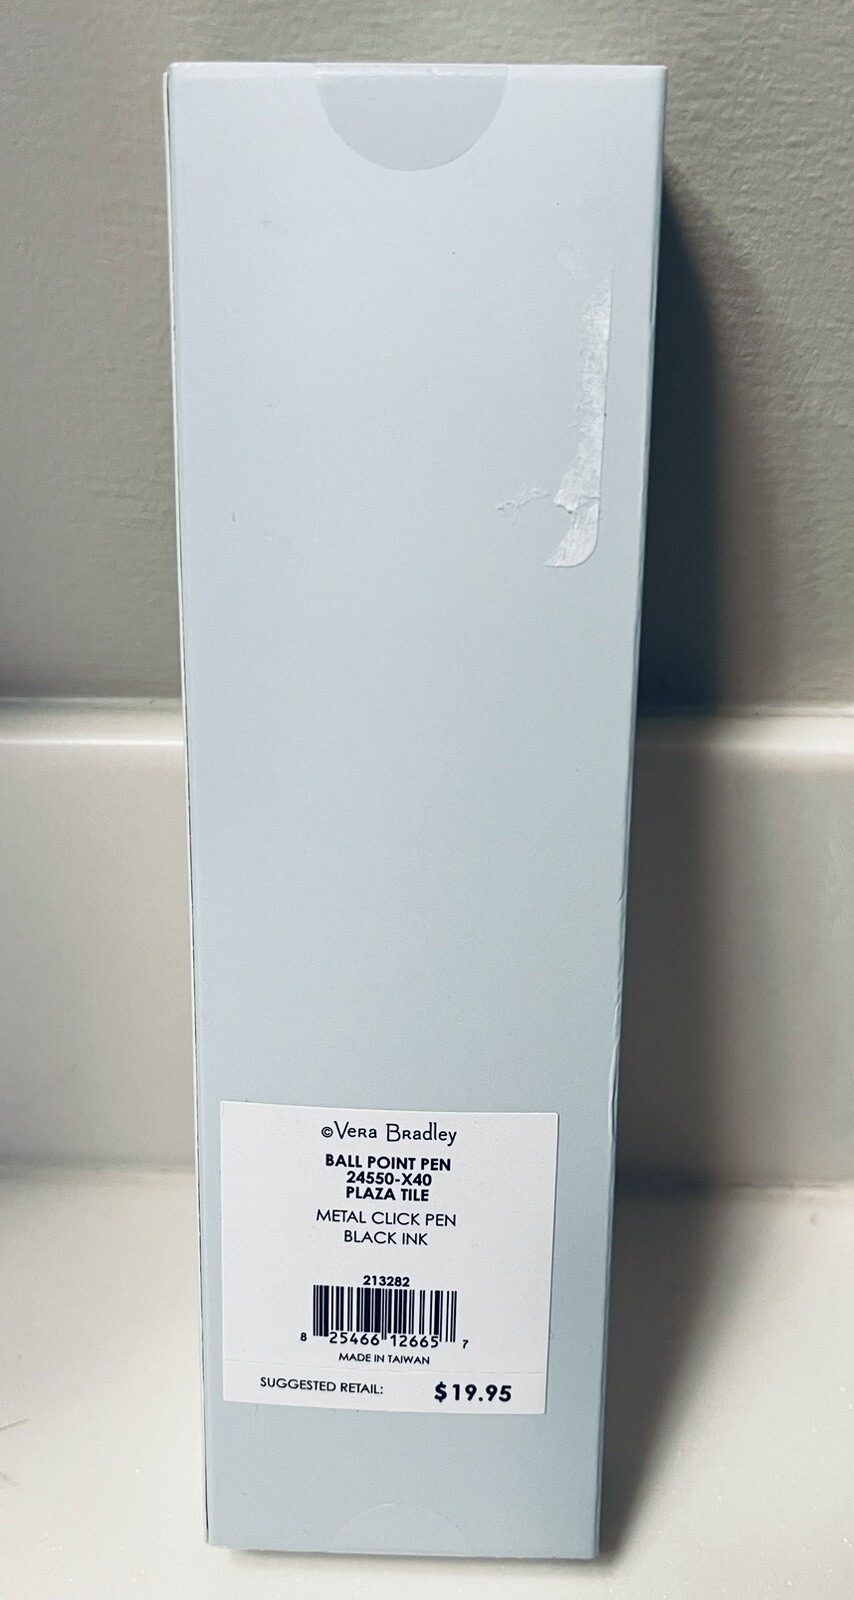 ©Vera Bradley
BALL POINT PEN
24550-X40
PLAZA TILE
METAL CLICK PEN
BLACK INK
213282
8 25466 12665 7
MADE IN TAIWAN
SUGGESTED RETAIL: $19.95